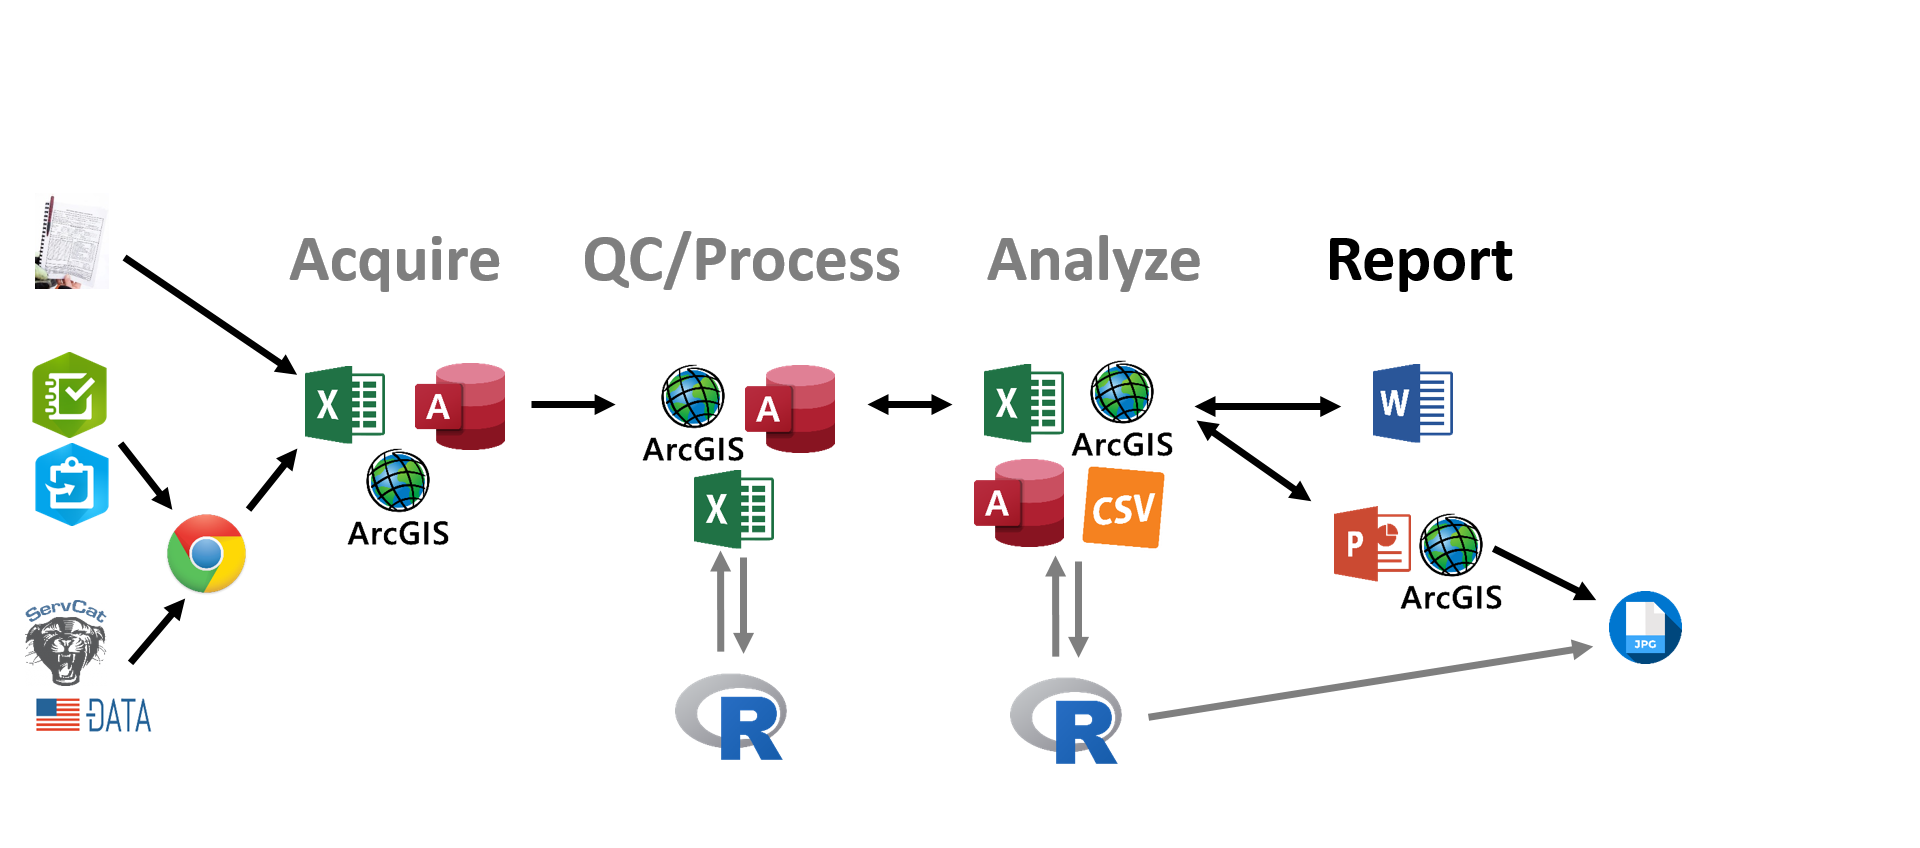 Acquire
QC/Process
Analyze
Report
X
A
ArcGIS
ArcGIS
A
X
X
ArcGIS
A
CSV
W
P
ArcGIS
JPG
ServCat
DATA
R
R